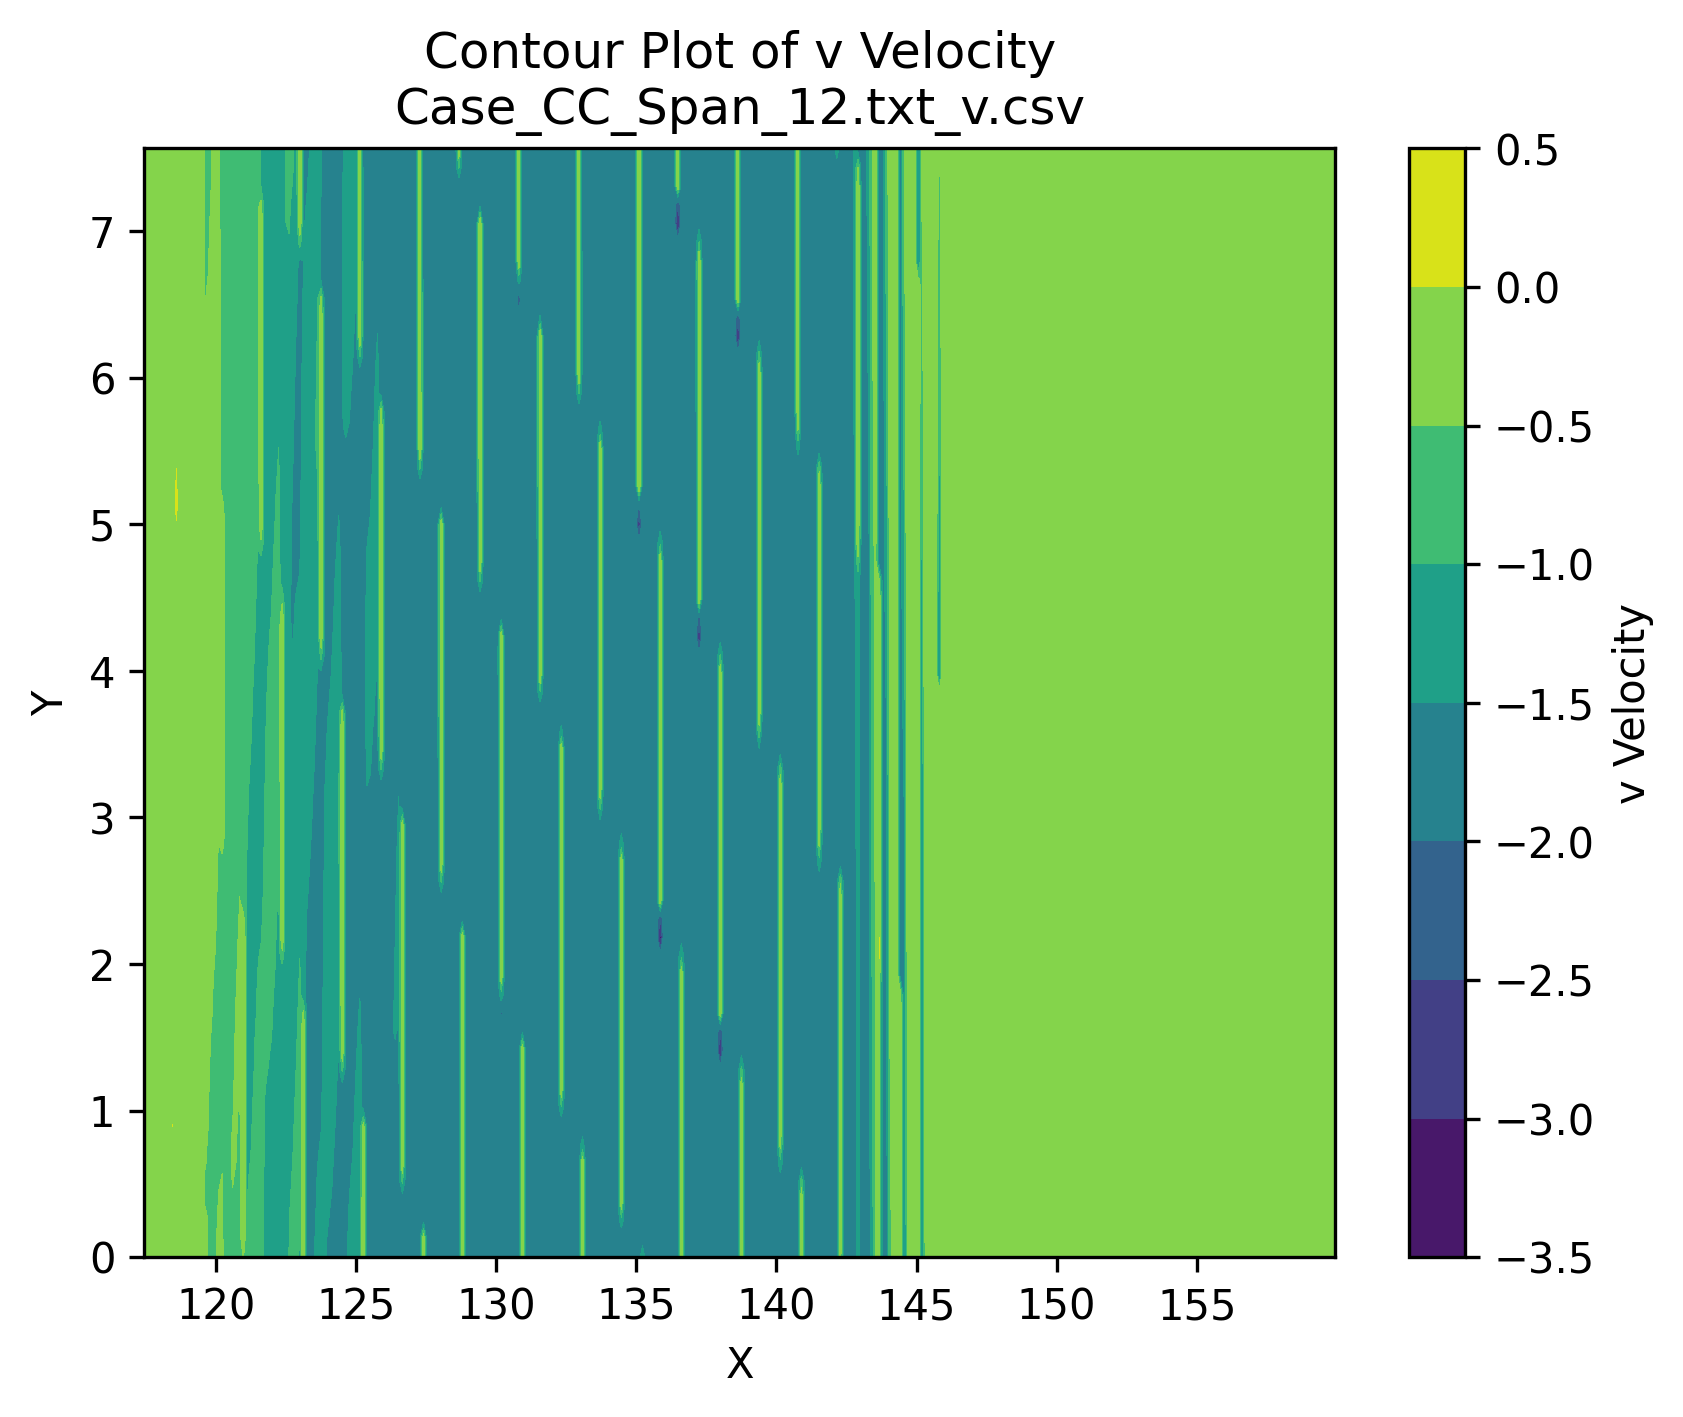 Contour Plot of v Velocity
Case_CC_Span_12.txt_v.csv
7
6
5
4
3
2
1
0
Y
120 125 130 135 140 145 150 155
X
0.5
0.0
−0.5
−1.0
−1.5
−2.0
−2.5
−3.0
−3.5
v Velocity